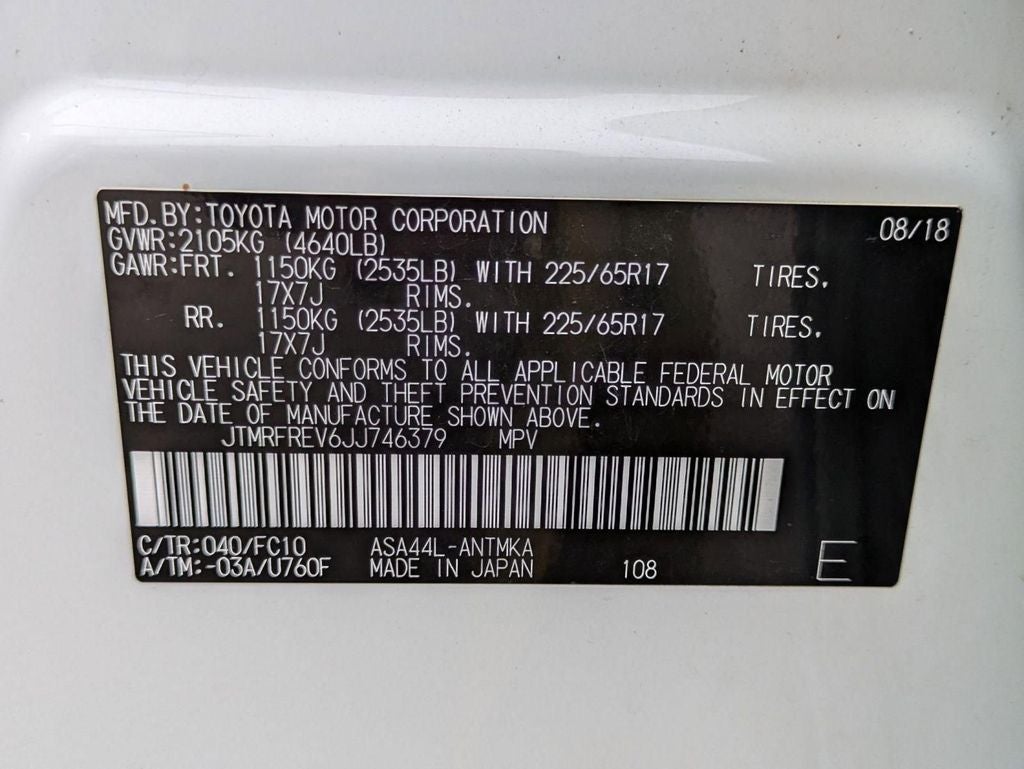 MFD.BY:TOYOTA MOTOR CORPORATION 08/18
GVWR:2105KG (4640LB)
GAWR:FRT. 1150KG (2535LB) WITH 225/65R17 TIRES,
17X7J RIMS.
RR. 1150KG (2535LB) WITH 225/65R17 TIRES,
17X7J RIMS.
THIS VEHICLE CONFORMS TO ALL APPLICABLE FEDERAL MOTOR
VEHICLE SAFETY AND THEFT PREVENTION STANDARDS IN EFFECT ON
THE DATE OF MANUFACTURE SHOWN ABOVE.
JTMRFREV6JJ746379 MPV
C/TR:040/FC10 ASA44L-ANTMKA
A/TM:-03A/U760F MADE IN JAPAN 108 E